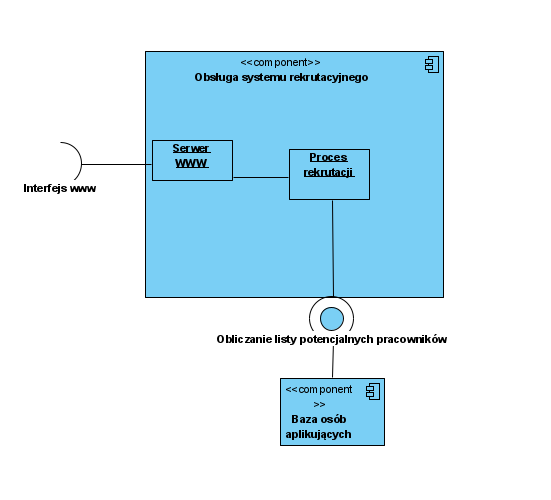 <<component>>
Obsługa systemu rekrutacyjnego
Serwer
WWW
Proces
rekrutacji
Interfejs www
Obliczanie listy potencjalnych pracowników
<<component
>>
Baza osób
aplikujących